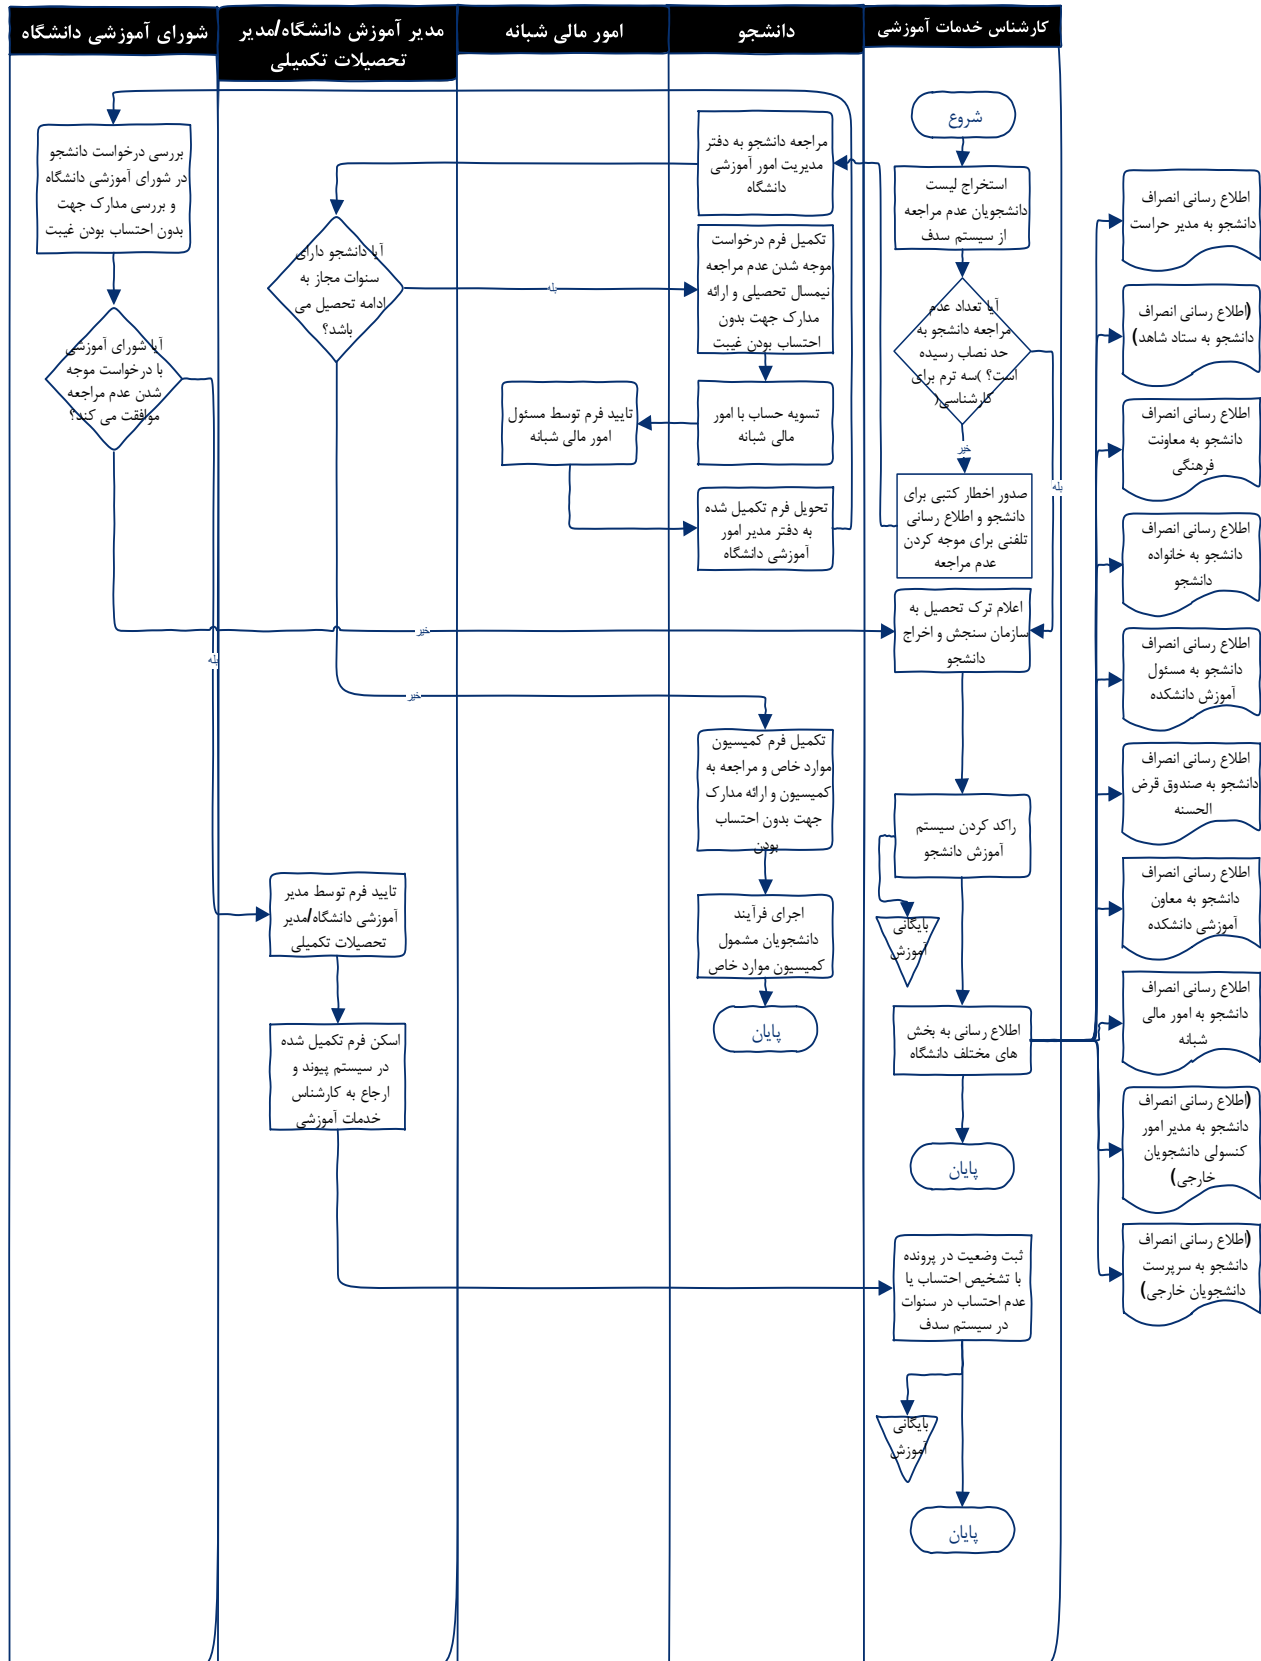 کارشناس خدمات آموزشی
دانشجو
امور مالی شبانه
مدیر آموزش دانشگاه/مدیر
تحصیلات تکمیلی
شورای آموزشی دانشگاه
شروع
استخراج لیست
دانشجویان عدم مراجعه
از سیستم سدف
آیا تعداد عدم
مراجعه دانشجو به
حد نصاب رسیده
است؟ )سه ترم برای
کارشناسی(
خیر
بله
صدور اخطار کتبی برای
دانشجو و اطلاع رسانی
تلفنی برای موجه کردن
عدم مراجعه
اعلام ترک تحصیل به
سازمان سنجش و اخراج
دانشجو
راکد کردن سیستم
آموزش دانشجو
بایگانی
آموزش
اطلاع رسانی به بخش
های مختلف دانشگاه
پایان
ثبت وضعیت در پرونده
با تشخیص احتساب یا
عدم احتساب در سنوات
در سیستم سدف
بایگانی
آموزش
پایان
مراجعه دانشجو به دفتر
مدیریت امور آموزشی
دانشگاه
تکمیل فرم درخواست
موجه شدن عدم مراجعه
نیمسال تحصیلی و ارائه
مدارک جهت بدون
احتساب بودن غیبت
تسویه حساب با امور
مالی شبانه
تحویل فرم تکمیل شده
به دفتر مدیر امور
آموزشی دانشگاه
تکمیل فرم کمیسیون
موارد خاص و مراجعه به
کمیسیون و ارائه مدارک
جهت بدون احتساب
بودن
اجرای فرآیند
دانشجویان مشمول
کمیسیون موارد خاص
پایان
تایید فرم توسط مسئول
امور مالی شبانه
آیا دانشجو دارای
سنوات مجاز به
ادامه تحصیل می
باشد؟
بله
خیر
خیر
تایید فرم توسط مدیر
آموزشی دانشگاه/مدیر
تحصیلات تکمیلی
اسکن فرم تکمیل شده
در سیستم پیوند و
ارجاع به کارشناس
خدمات آموزشی
بررسی درخواست دانشجو
در شورای آموزشی دانشگاه
و بررسی مدارک جهت
بدون احتساب بودن غیبت
آیا شورای آموزشی
با درخواست موجه
شدن عدم مراجعه
موافقت می کند؟
بله
اطلاع رسانی انصراف
دانشجو به مدیر حراست
(اطلاع رسانی انصراف
دانشجو به ستاد شاهد)
اطلاع رسانی انصراف
دانشجو به معاونت
فرهنگی
اطلاع رسانی انصراف
دانشجو به خانواده
دانشجو
اطلاع رسانی انصراف
دانشجو به مسئول
آموزش دانشکده
اطلاع رسانی انصراف
دانشجو به صندوق قرض
الحسنه
اطلاع رسانی انصراف
دانشجو به معاون
آموزشی دانشکده
اطلاع رسانی انصراف
دانشجو به امور مالی
شبانه
(اطلاع رسانی انصراف
دانشجو به مدیر امور
کنسولی دانشجویان
خارجی)
(اطلاع رسانی انصراف
دانشجو به سرپرست
دانشجویان خارجی)